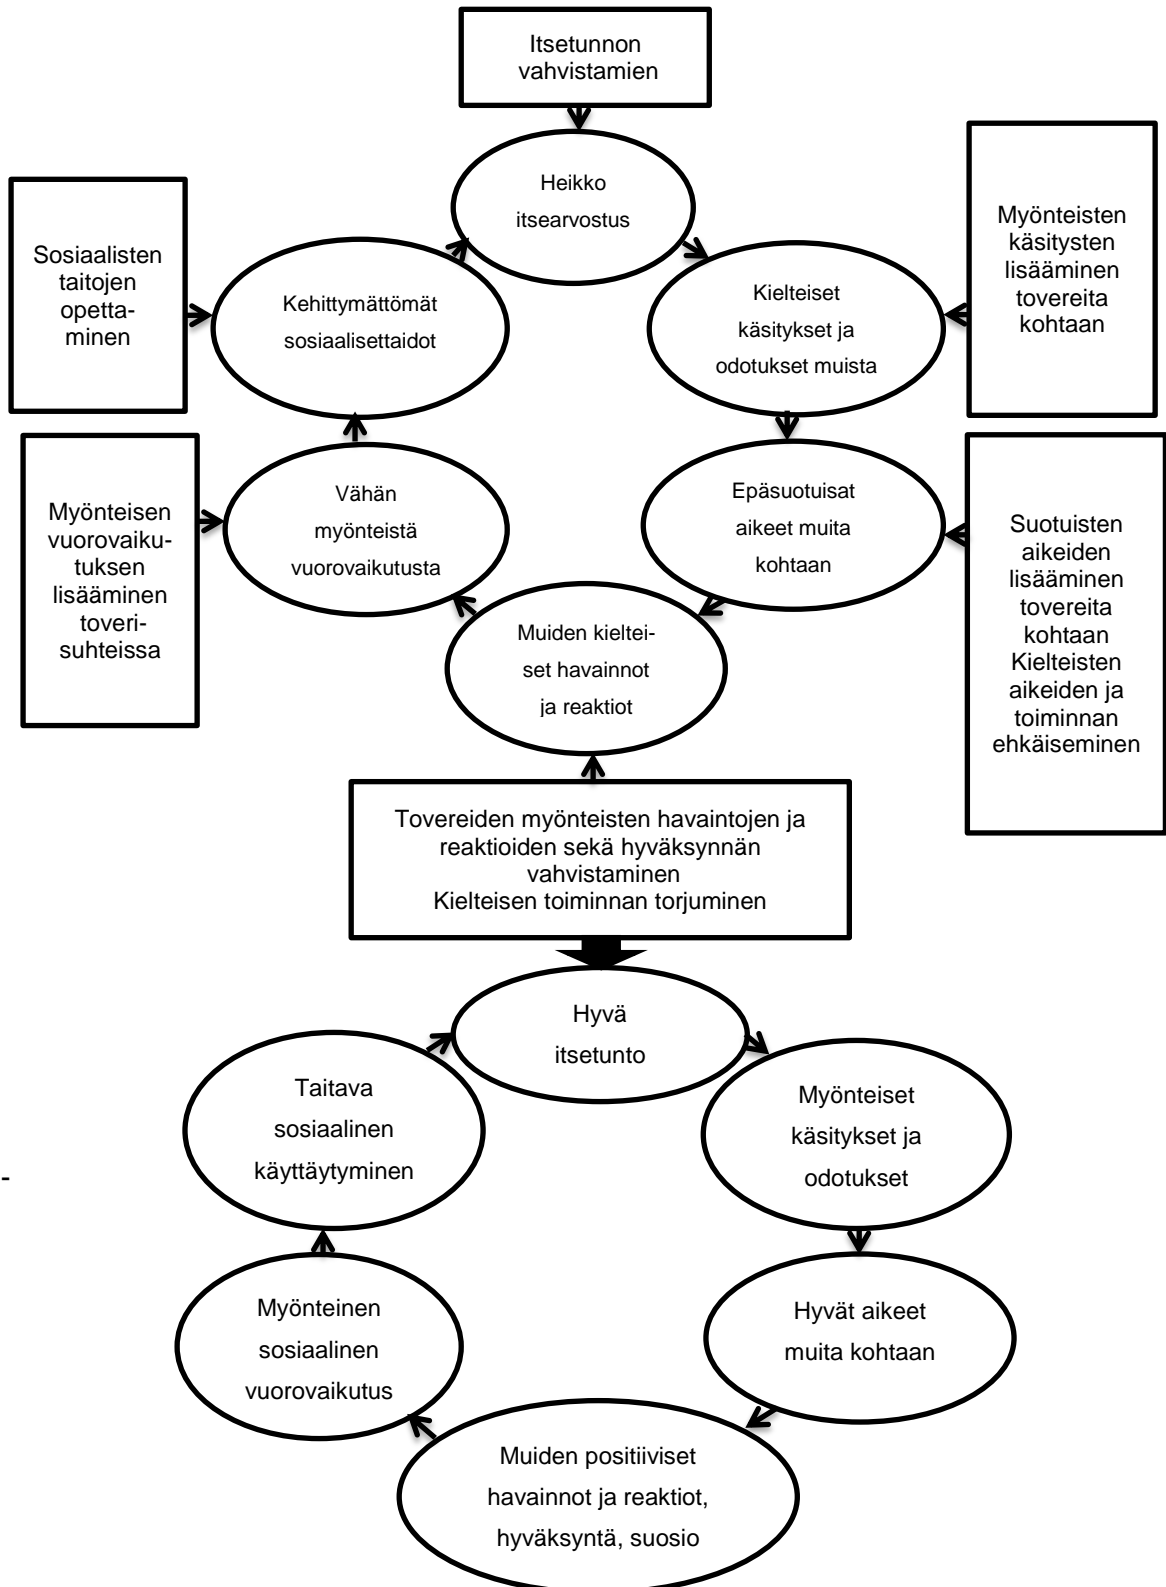 Itsetunnon
vahvistamien
Heikko
itsearvostus
Myönteisten
käsitysten
lisääminen
tovereita
kohtaan
Sosiaalisten
taitojen
opetta-
minen
Kehittymättömät
sosiaalisettaidot
Kielteiset
käsitykset ja
odotukset muista
Myönteisen
vuorovaiku-
tuksen
lisääminen
toveri-
suhteissa
Vähän
myönteistä
vuorovaikutusta
Epäsuotuisat
aikeet muita
kohtaan
Suotuisten
aikeiden
lisääminen
tovereita
kohtaan
Kielteisten
aikeiden ja
toiminnan
ehkäiseminen
Muiden kieltei-
set havainnot
ja reaktiot
Tovereiden myönteisten havaintojen ja
reaktioiden sekä hyväksynnän
vahvistaminen
Kielteisen toiminnan torjuminen
Hyvä
itsetunto
Taitava
sosiaalinen
käyttäytyminen
Myönteiset
käsitykset ja
odotukset
-
Myönteinen
sosiaalinen
vuorovaikutus
Hyvät aikeet
muita kohtaan
Muiden positiiviset
havainnot ja reaktiot,
hyväksyntä, suosio